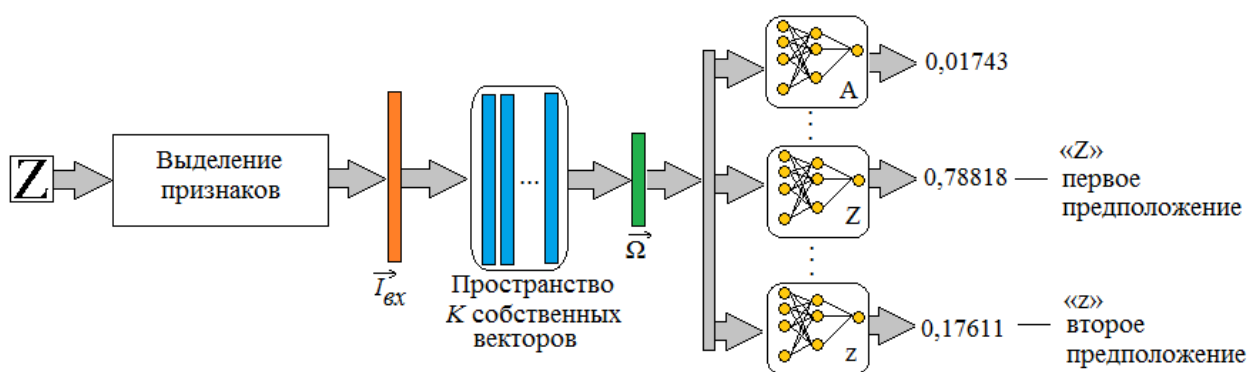 Z
Выделение
признаков
I вх
Пространство
K собственных
векторов
...
Ω
A
0,01743
Z
0,78818
«Z»
первое
предположение
z
0,17611
«z»
второе
предположение